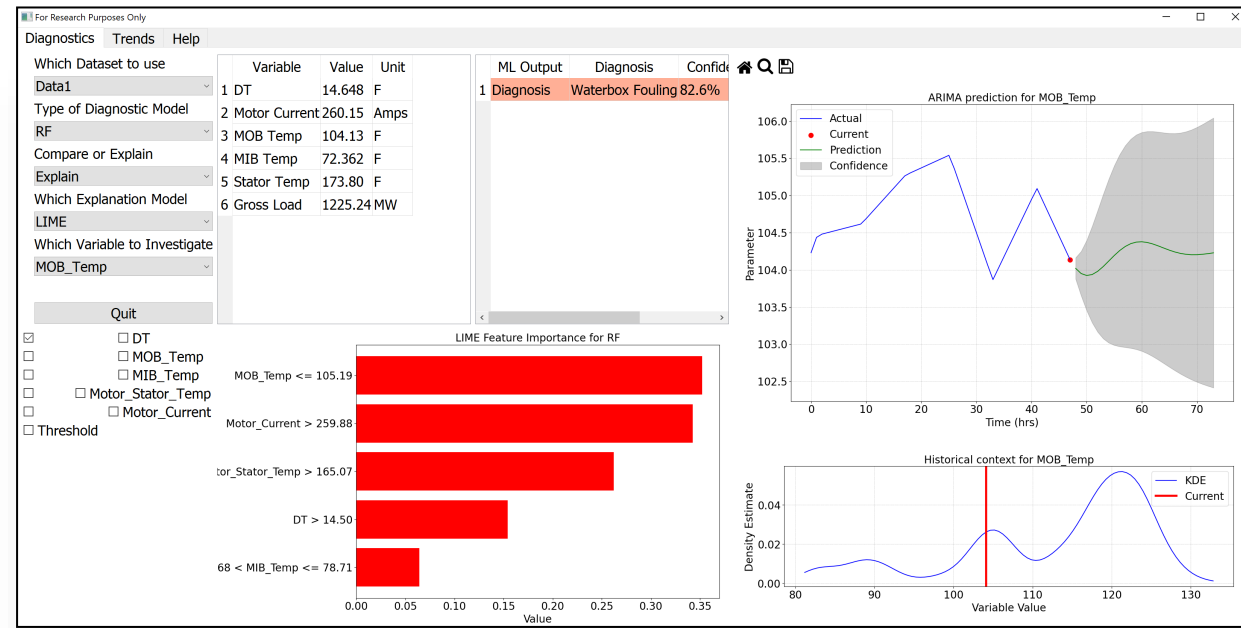 For Research Purposes Only
Diagnostics Trends Help
Which Dataset to use
Data1
Type of Diagnostic Model
RF
Compare or Explain
Explain
Which Explanation Model
LIME
Which Variable to Investigate
MOB_Temp
Quit
DT
MOB_Temp
MIB_Temp
Motor_Stator_Temp
Motor_Current
Threshold
Variable Value Unit
1 DT 14.648 F
2 Motor Current 260.15 Amps
3 MOB Temp 104.13 F
4 MIB Temp 72.362 F
5 Stator Temp 173.80 F
6 Gross Load 1225.24 MW
ML Output Diagnosis Confide
1 Diagnosis Waterbox Fouling 82.6%
LIME Feature Importance for RF
MOB_Temp <= 105.19
Motor_Current > 259.88
tor_Stator_Temp > 165.07
DT > 14.50
68 < MIB_Temp <= 78.71
0.00 0.05 0.10 0.15 0.20 0.25 0.30 0.35
Value
ARIMA prediction for MOB_Temp
Actual
Current
Prediction
Confidence
Parameter
106.0
105.5
105.0
104.5
104.0
103.5
103.0
102.5
0 10 20 30 40 50 60 70
Time (hrs)
Historical context for MOB_Temp
KDE
Current
Density Estimate
0.04
0.02
0.00
80 90 100 110 120 130
Variable Value